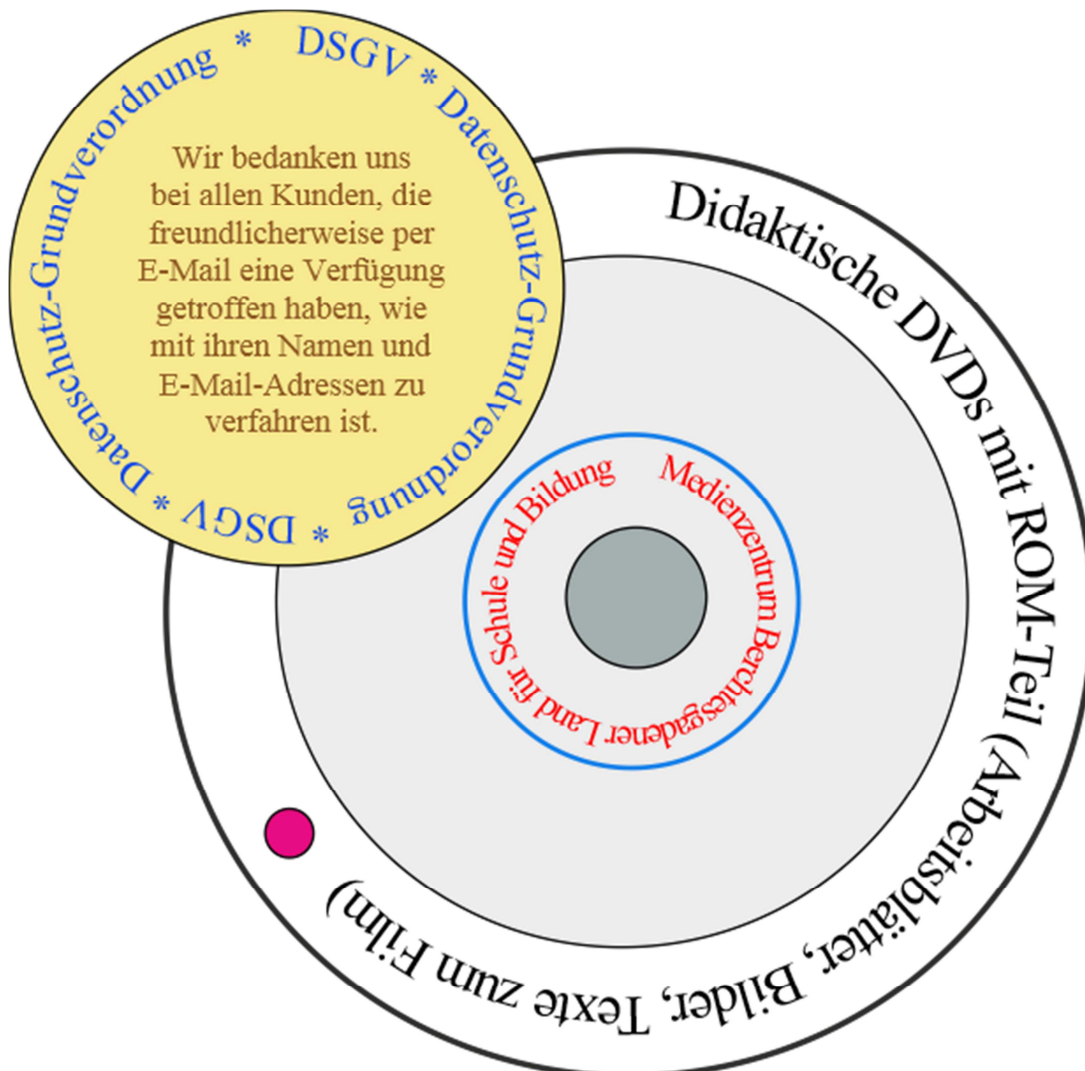 DSGV * Datenschutz-Grundverordnung * DSGV * Datenschutz-Grundverordnung *
Wir bedanken uns
bei allen Kunden, die
freundlicherweise per
E-Mail eine Verfügung
getroffen haben, wie
mit ihren Namen und
E-Mail-Adressen zu
verfahren ist.
Didaktische DVDs mit ROM-Teil (Arbeitsblätter, Bilder, Texte zum Film)
Medienzentrum Berchtesgadener Land für Schule und Bildung